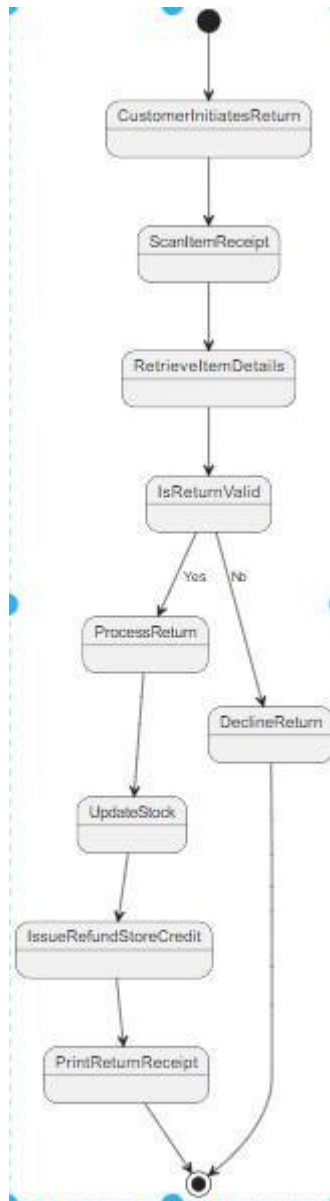 CustomerInitiatesReturn
ScanItemReceipt
RetrieveItemDetails
IsReturnValid
Yes
No
ProcessReturn
DeclineReturn
UpdateStock
IssueRefundStoreCredit
PrintReturnReceipt